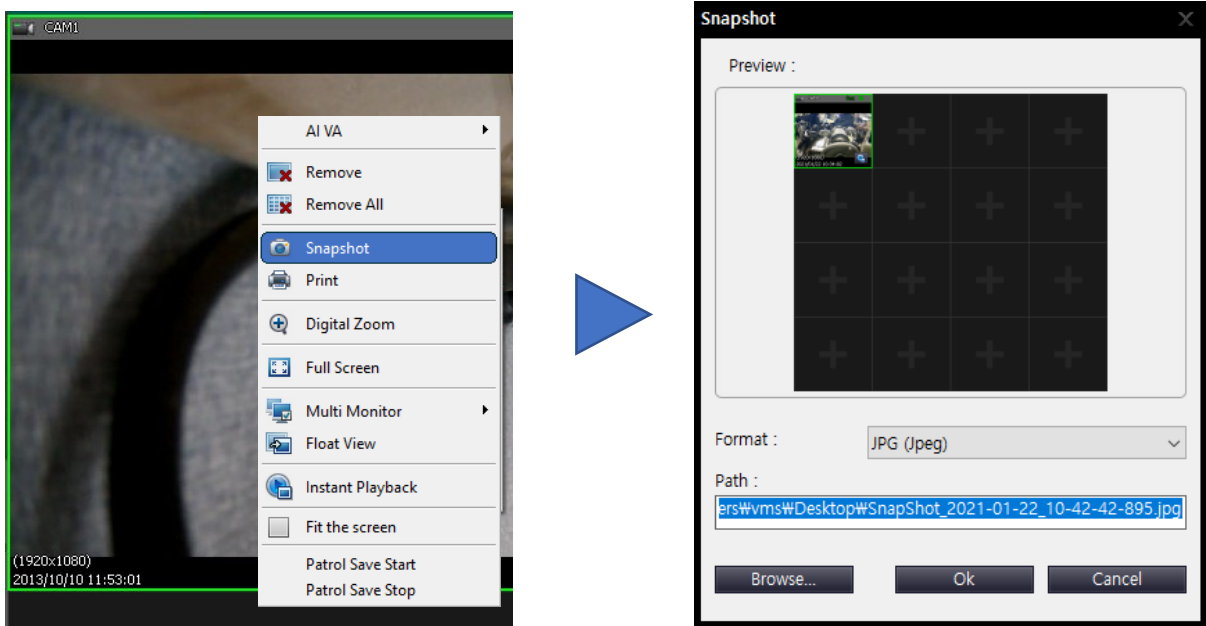 CAM1
AI VA
Remove
Remove All
Snapshot
Print
Digital Zoom
Full Screen
Multi Monitor
Float View
Instant Playback
Fit the screen
Patrol Save Start
Patrol Save Stop
(1920x1080)
2013/10/10 11:53:01
Snapshot
Preview :
Format :
JPG (Jpeg)
Path :
ers₩vms₩Desktop₩SnapShot_2021-01-22_10-42-42-895.jpg
Browse...
Ok
Cancel